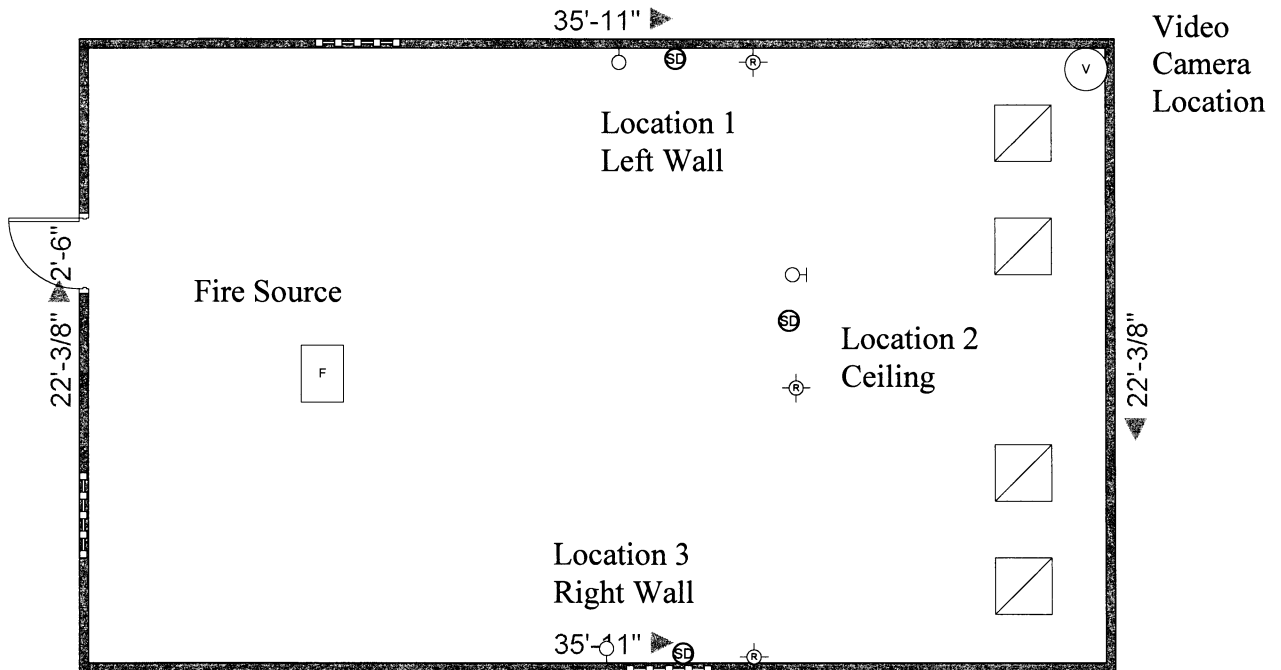 35'-11"
Video
Camera
Location
SD
R
V
Location 1
Left Wall
2'-6"
Fire Source
SD
22'-3/8"
Location 2
Ceiling
22'-3/8"
F
R
Location 3
Right Wall
35'-11"
SD
R